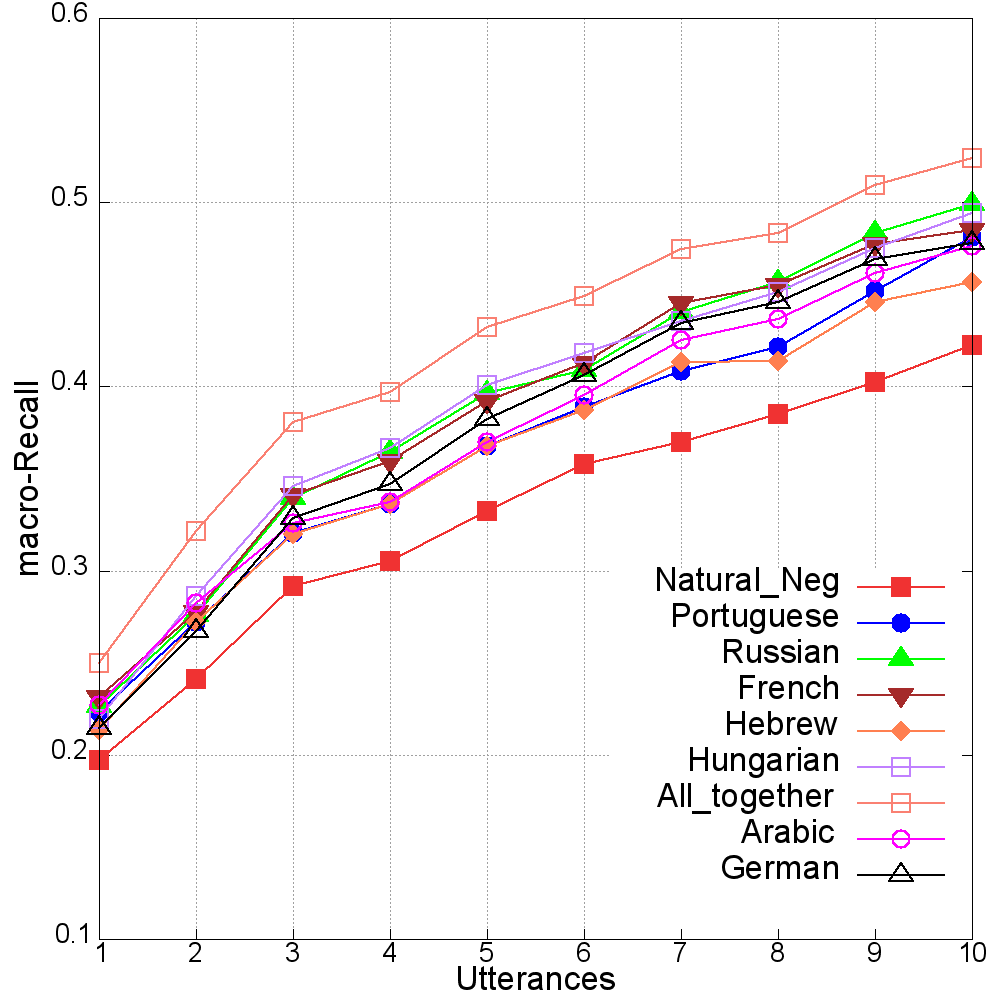 0.6
0.5
0.4
0.3
0.2
0.1
macro-Recall
1 2 3 4 5 6 7 8 9 10
Utterances
Natural_Neg
Portuguese
Russian
French
Hebrew
Hungarian
All_together
Arabic
German